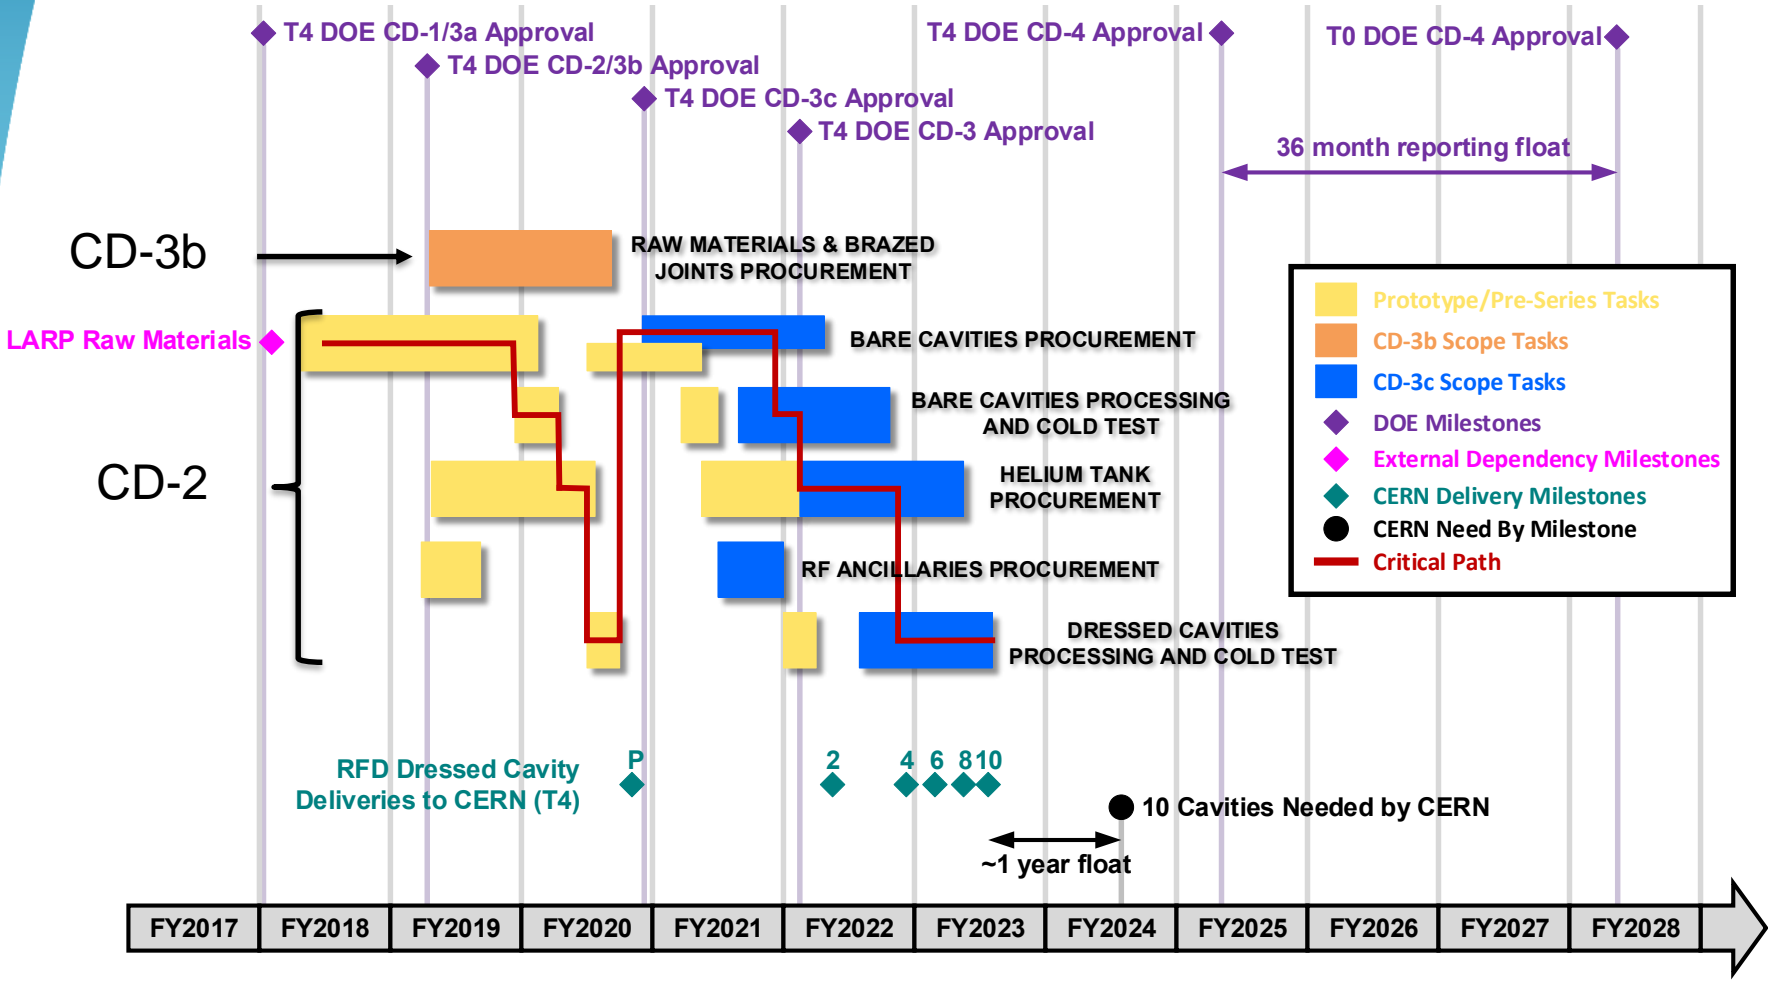 T4 DOE CD-1/3a Approval
T4 DOE CD-4 Approval
T0 DOE CD-4 Approval
T4 DOE CD-2/3b Approval
T4 DOE CD-3c Approval
T4 DOE CD-3 Approval
36 month reporting float
CD-3b
RAW MATERIALS & BRAZED
JOINTS PROCUREMENT
LARP Raw Materials
BARE CAVITIES PROCUREMENT
BARE CAVITIES PROCESSING
AND COLD TEST
CD-2
HELIUM TANK
PROCUREMENT
RF ANCILLARIES PROCUREMENT
DRESSED CAVITIES
PROCESSING AND COLD TEST
Prototype/Pre-Series Tasks
CD-3b Scope Tasks
CD-3c Scope Tasks
DOE Milestones
External Dependency Milestones
CERN Delivery Milestones
CERN Need By Milestone
Critical Path
RFD Dressed Cavity
Deliveries to CERN (T4)
P
2
4
6
8
10
10 Cavities Needed by CERN
~1 year float
FY2017
FY2018
FY2019
FY2020
FY2021
FY2022
FY2023
FY2024
FY2025
FY2026
FY2027
FY2028